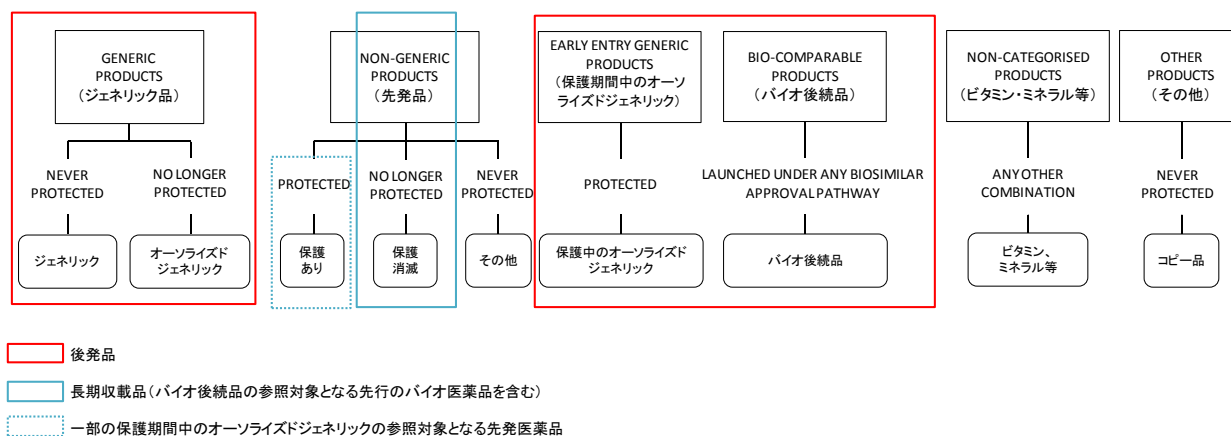 GENERIC
PRODUCTS
（ジェネリック品）
NON-GENERIC
PRODUCTS
（先発品）
EARLY ENTRY GENERIC
PRODUCTS
（保護期間中のオーソ
ライズドジェネリック）
BIO-COMPARABLE
PRODUCTS
（バイオ後続品）
NON-CATEGORISED
PRODUCTS
（ビタミン・ミネラル等）
OTHER
PRODUCTS
（その他）
NEVER
PROTECTED
NO LONGER
PROTECTED
PROTECTED
NO LONGER
PROTECTED
NEVER
PROTECTED
PROTECTED
LAUNCHED UNDER ANY BIOSIMILAR
APPROVAL PATHWAY
ANY OTHER
COMBINATION
NEVER
PROTECTED
ジェネリック
オーソライズド
ジェネリック
保護
あり
保護
消滅
その他
保護中のオーソライズド
ジェネリック
バイオ後続品
ビタミン、
ミネラル等
コピー品
後発品
長期収載品（バイオ後続品の参照対象となる先行のバイオ医薬品を含む）
一部の保護期間中のオーソライズドジェネリックの参照対象となる先発医薬品